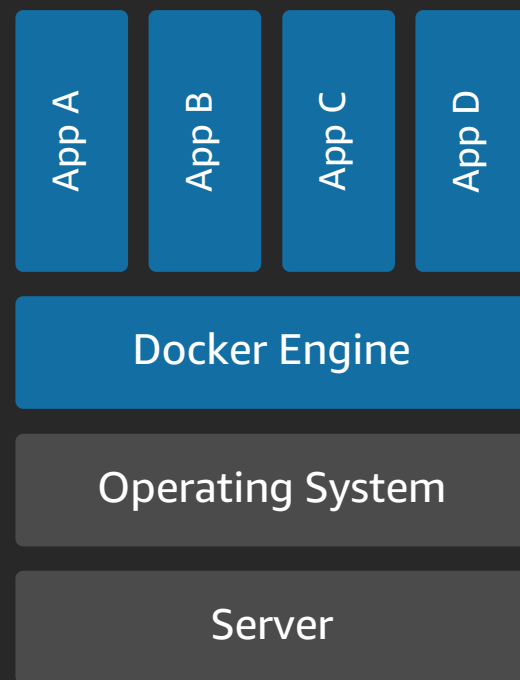 App A
App B
App C
App D
Docker Engine
Operating System
Server